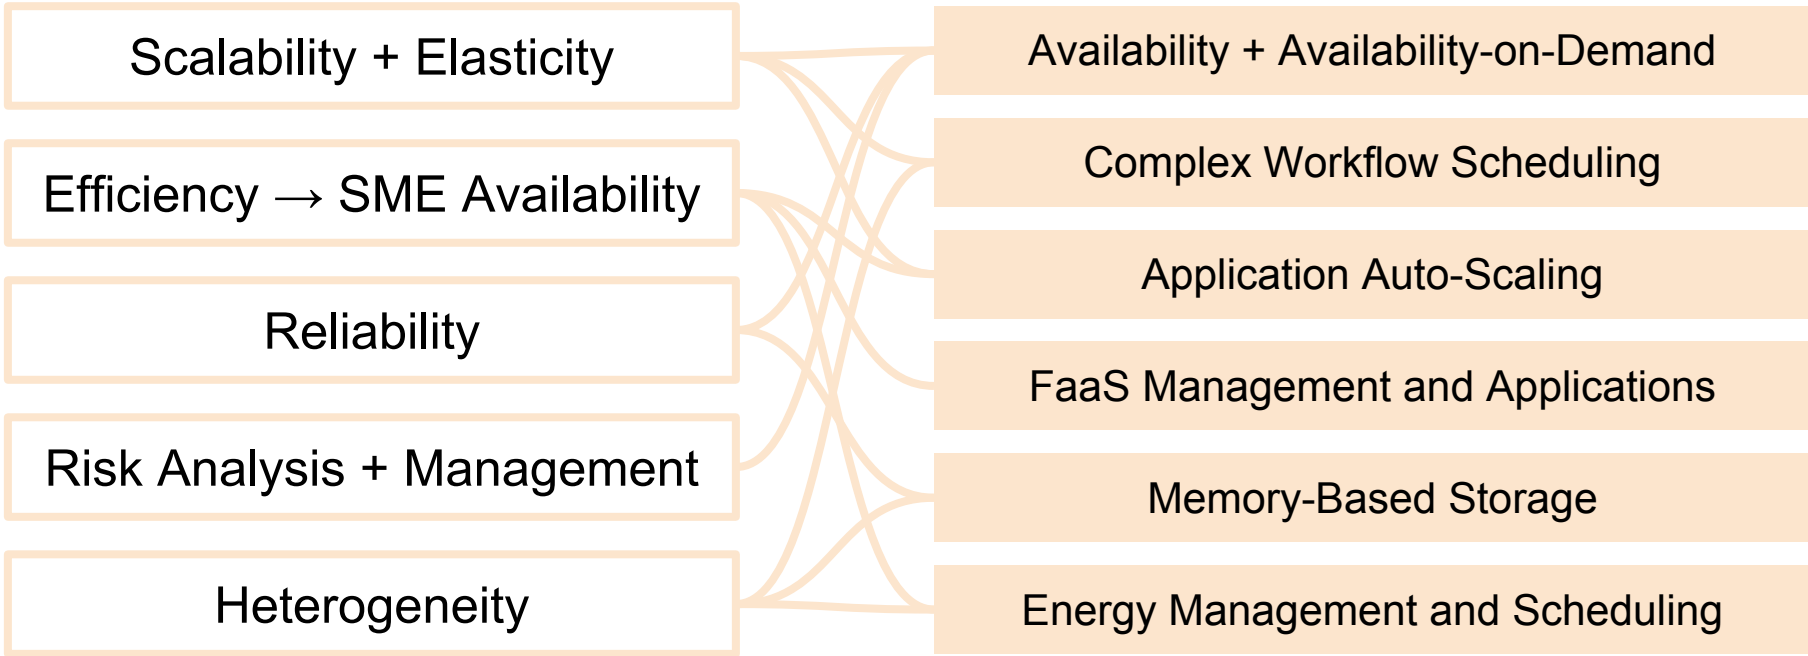 Scalability + Elasticity
Efficiency → SME Availability
Reliability
Risk Analysis + Management
Heterogeneity
Availability + Availability-on-Demand
Complex Workflow Scheduling
Application Auto-Scaling
FaaS Management and Applications
Memory-Based Storage
Energy Management and Scheduling